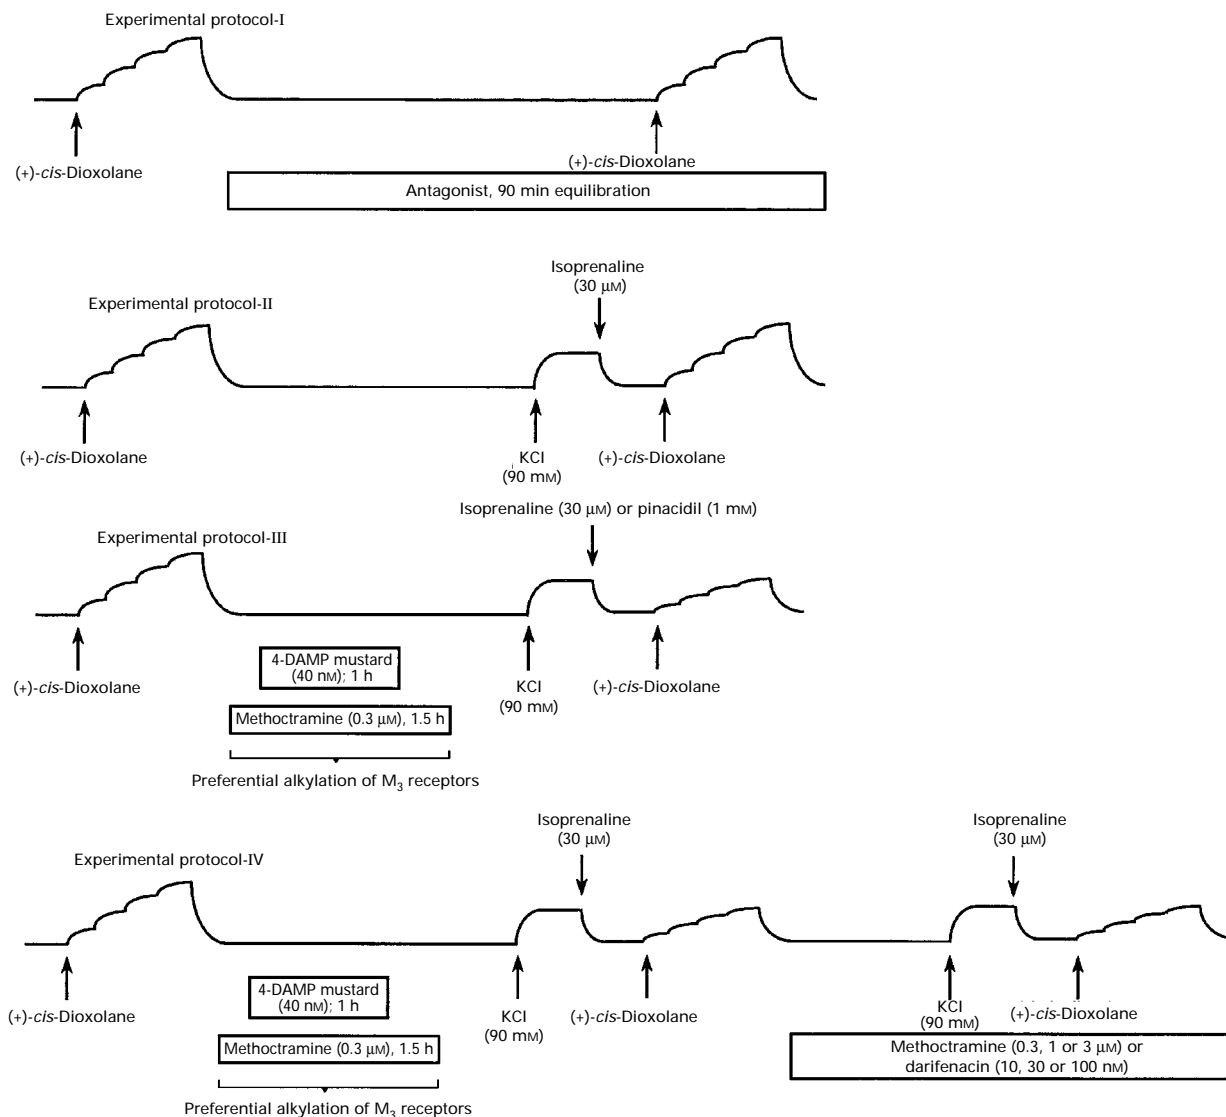 Experimental protocol-I
(+)-cis-Dioxolane
(+)-cis-Dioxolane
Antagonist, 90 min equilibration
Isoprenaline
(30 μM)
Experimental protocol-II
(+)-cis-Dioxolane
KCl
(90 mM)
(+)-cis-Dioxolane
Isoprenaline (30 μM) or pinacidil (1 mM)
Experimental protocol-III
4-DAMP mustard
(40 nM); 1 h
(+)-cis-Dioxolane
KCl
(90 mM)
(+)-cis-Dioxolane
Methoctramine (0.3 μM), 1.5 h
Preferential alkylation of M3 receptors
Isoprenaline
(30 μM)
Isoprenaline
(30 μM)
Experimental protocol-IV
4-DAMP mustard
(40 nM); 1 h
(+)-cis-Dioxolane
KCl
(90 mM)
(+)-cis-Dioxolane
KCl
(90 mM)
(+)-cis-Dioxolane
Methoctramine (0.3 μM), 1.5 h
Methoctramine (0.3, 1 or 3 μM) or
darifenacin (10, 30 or 100 nM)
Preferential alkylation of M3 receptors